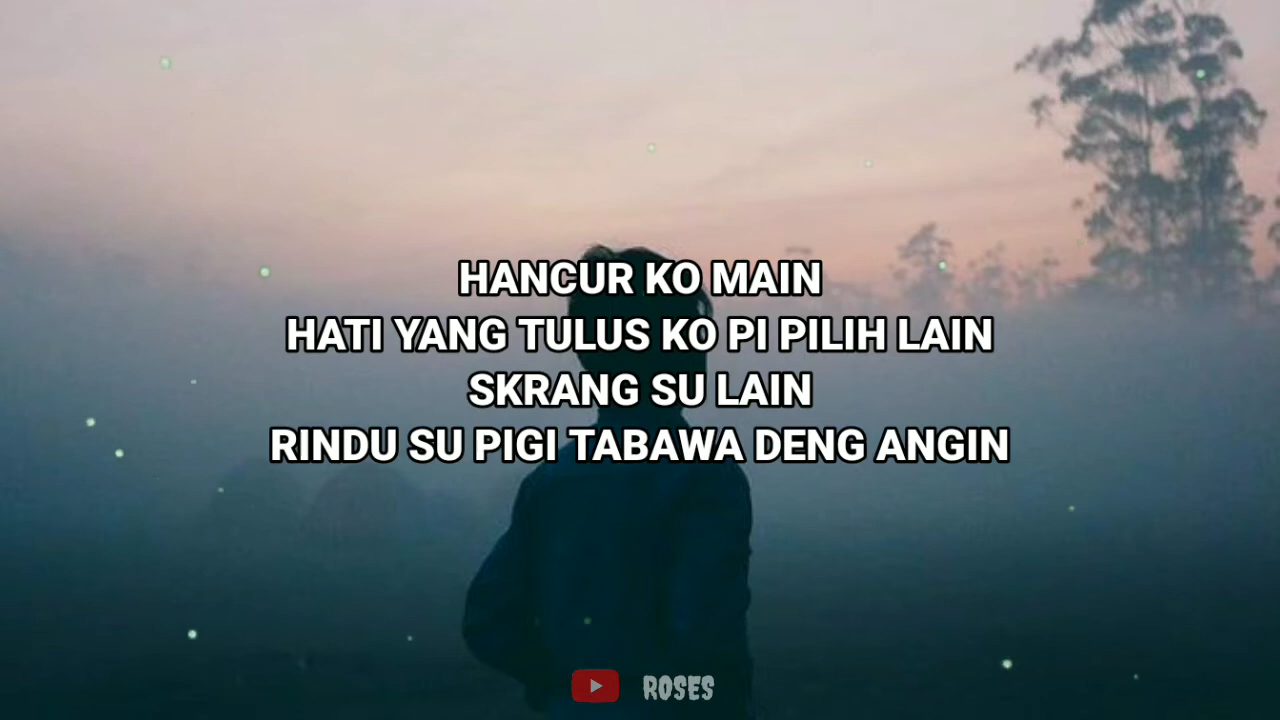 HANCUR KO MAIN
HATI YANG TULUS KO PI PILIH LAIN
SKRANG SU LAIN
RINDU SU PIGI TABAWA DENG ANGIN
ROSES